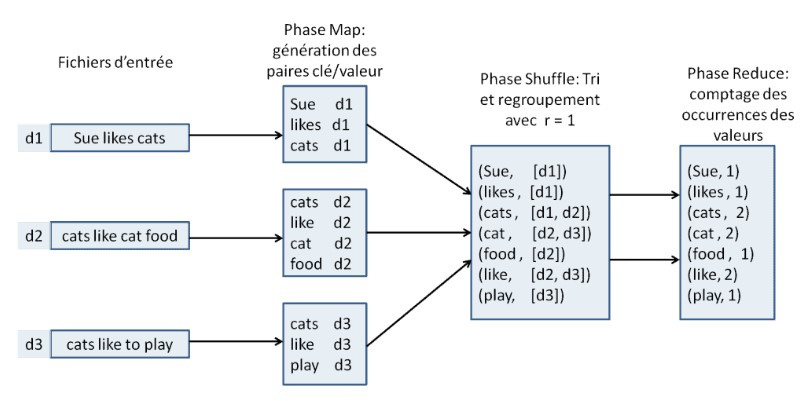 Fichiers d'entrée
d1
Sue likes cats
d2
cats like cat food
d3
cats like to play
Phase Map:
génération des
paires clé/valeur
Sue d1
likes d1
cats d1
cats d2
like d2
cat d2
food d2
cats d3
like d3
play d3
Phase Shuffle: Tri
et regroupement
avec r = 1
(Sue, [d1])
(likes , [d1])
(cats , [d1, d2])
(cat , [d2, d3])
(food , [d2])
(like, [d2, d3])
(play, [d3])
Phase Reduce:
comptage des
occurrences des
valeurs
(Sue, 1)
(likes , 1)
(cats , 2)
(cat , 2)
(food , 1)
(like, 2)
(play, 1)